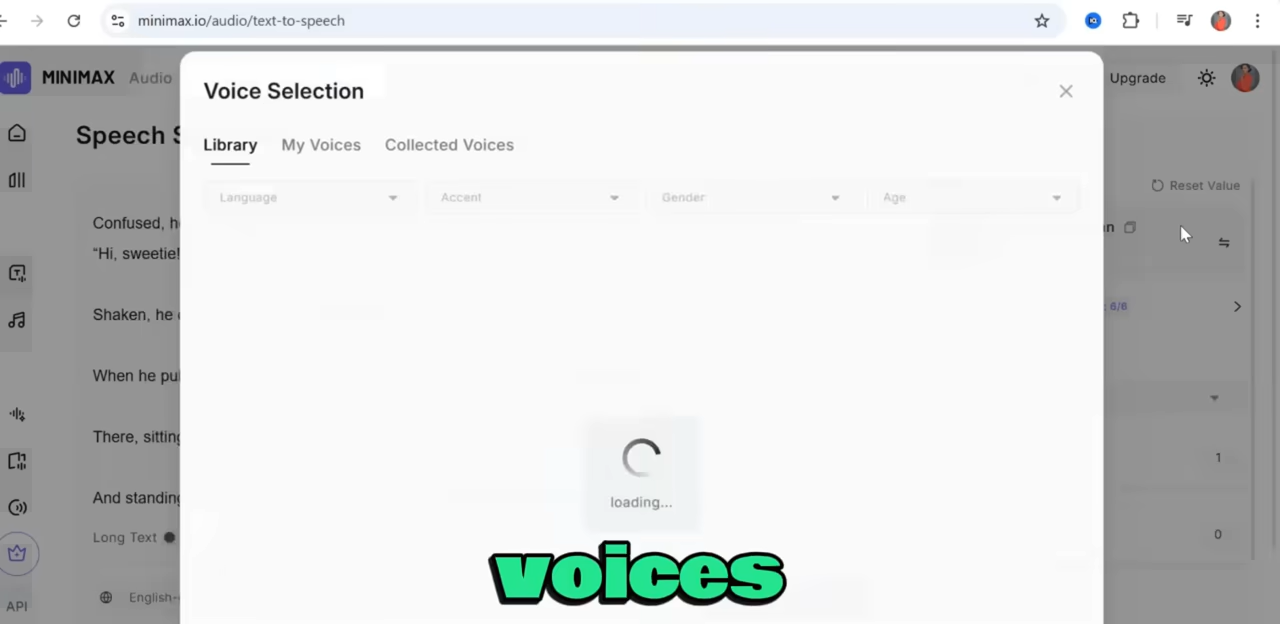 minimax.io/audio/text-to-speech
MINIMAX Audio
Upgrade
Voice Selection
Speech
Library My Voices Collected Voices
Language Accent Gender Age
Reset Value
Confused,
“Hi, sweetie!
6/6
Shaken, he
When he
There, sitting
1
And standing
loading...
Long Text
0
voices
English-
API